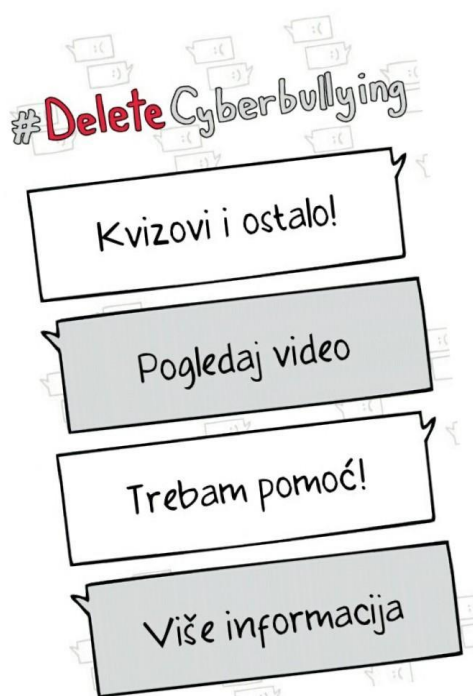 #DeleteCyberbullying
Kvizovi i ostalo!
Pogledaj video
Trebam pomoć!
Više informacija